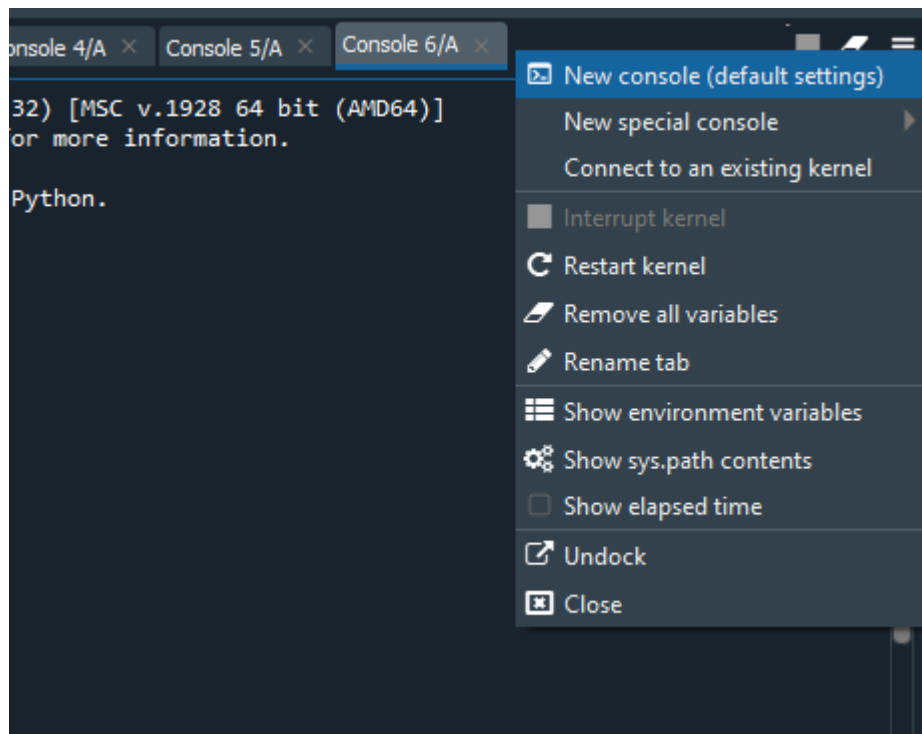 onsole 4/A
Console 5/A
Console 6/A
32) [MSC v.1928 64 bit (AMD64)]
or more information.
Python.
New console (default settings)
New special console
Connect to an existing kernel
Interrupt kernel
Restart kernel
Remove all variables
Rename tab
Show environment variables
Show sys.path contents
Show elapsed time
Undock
Close